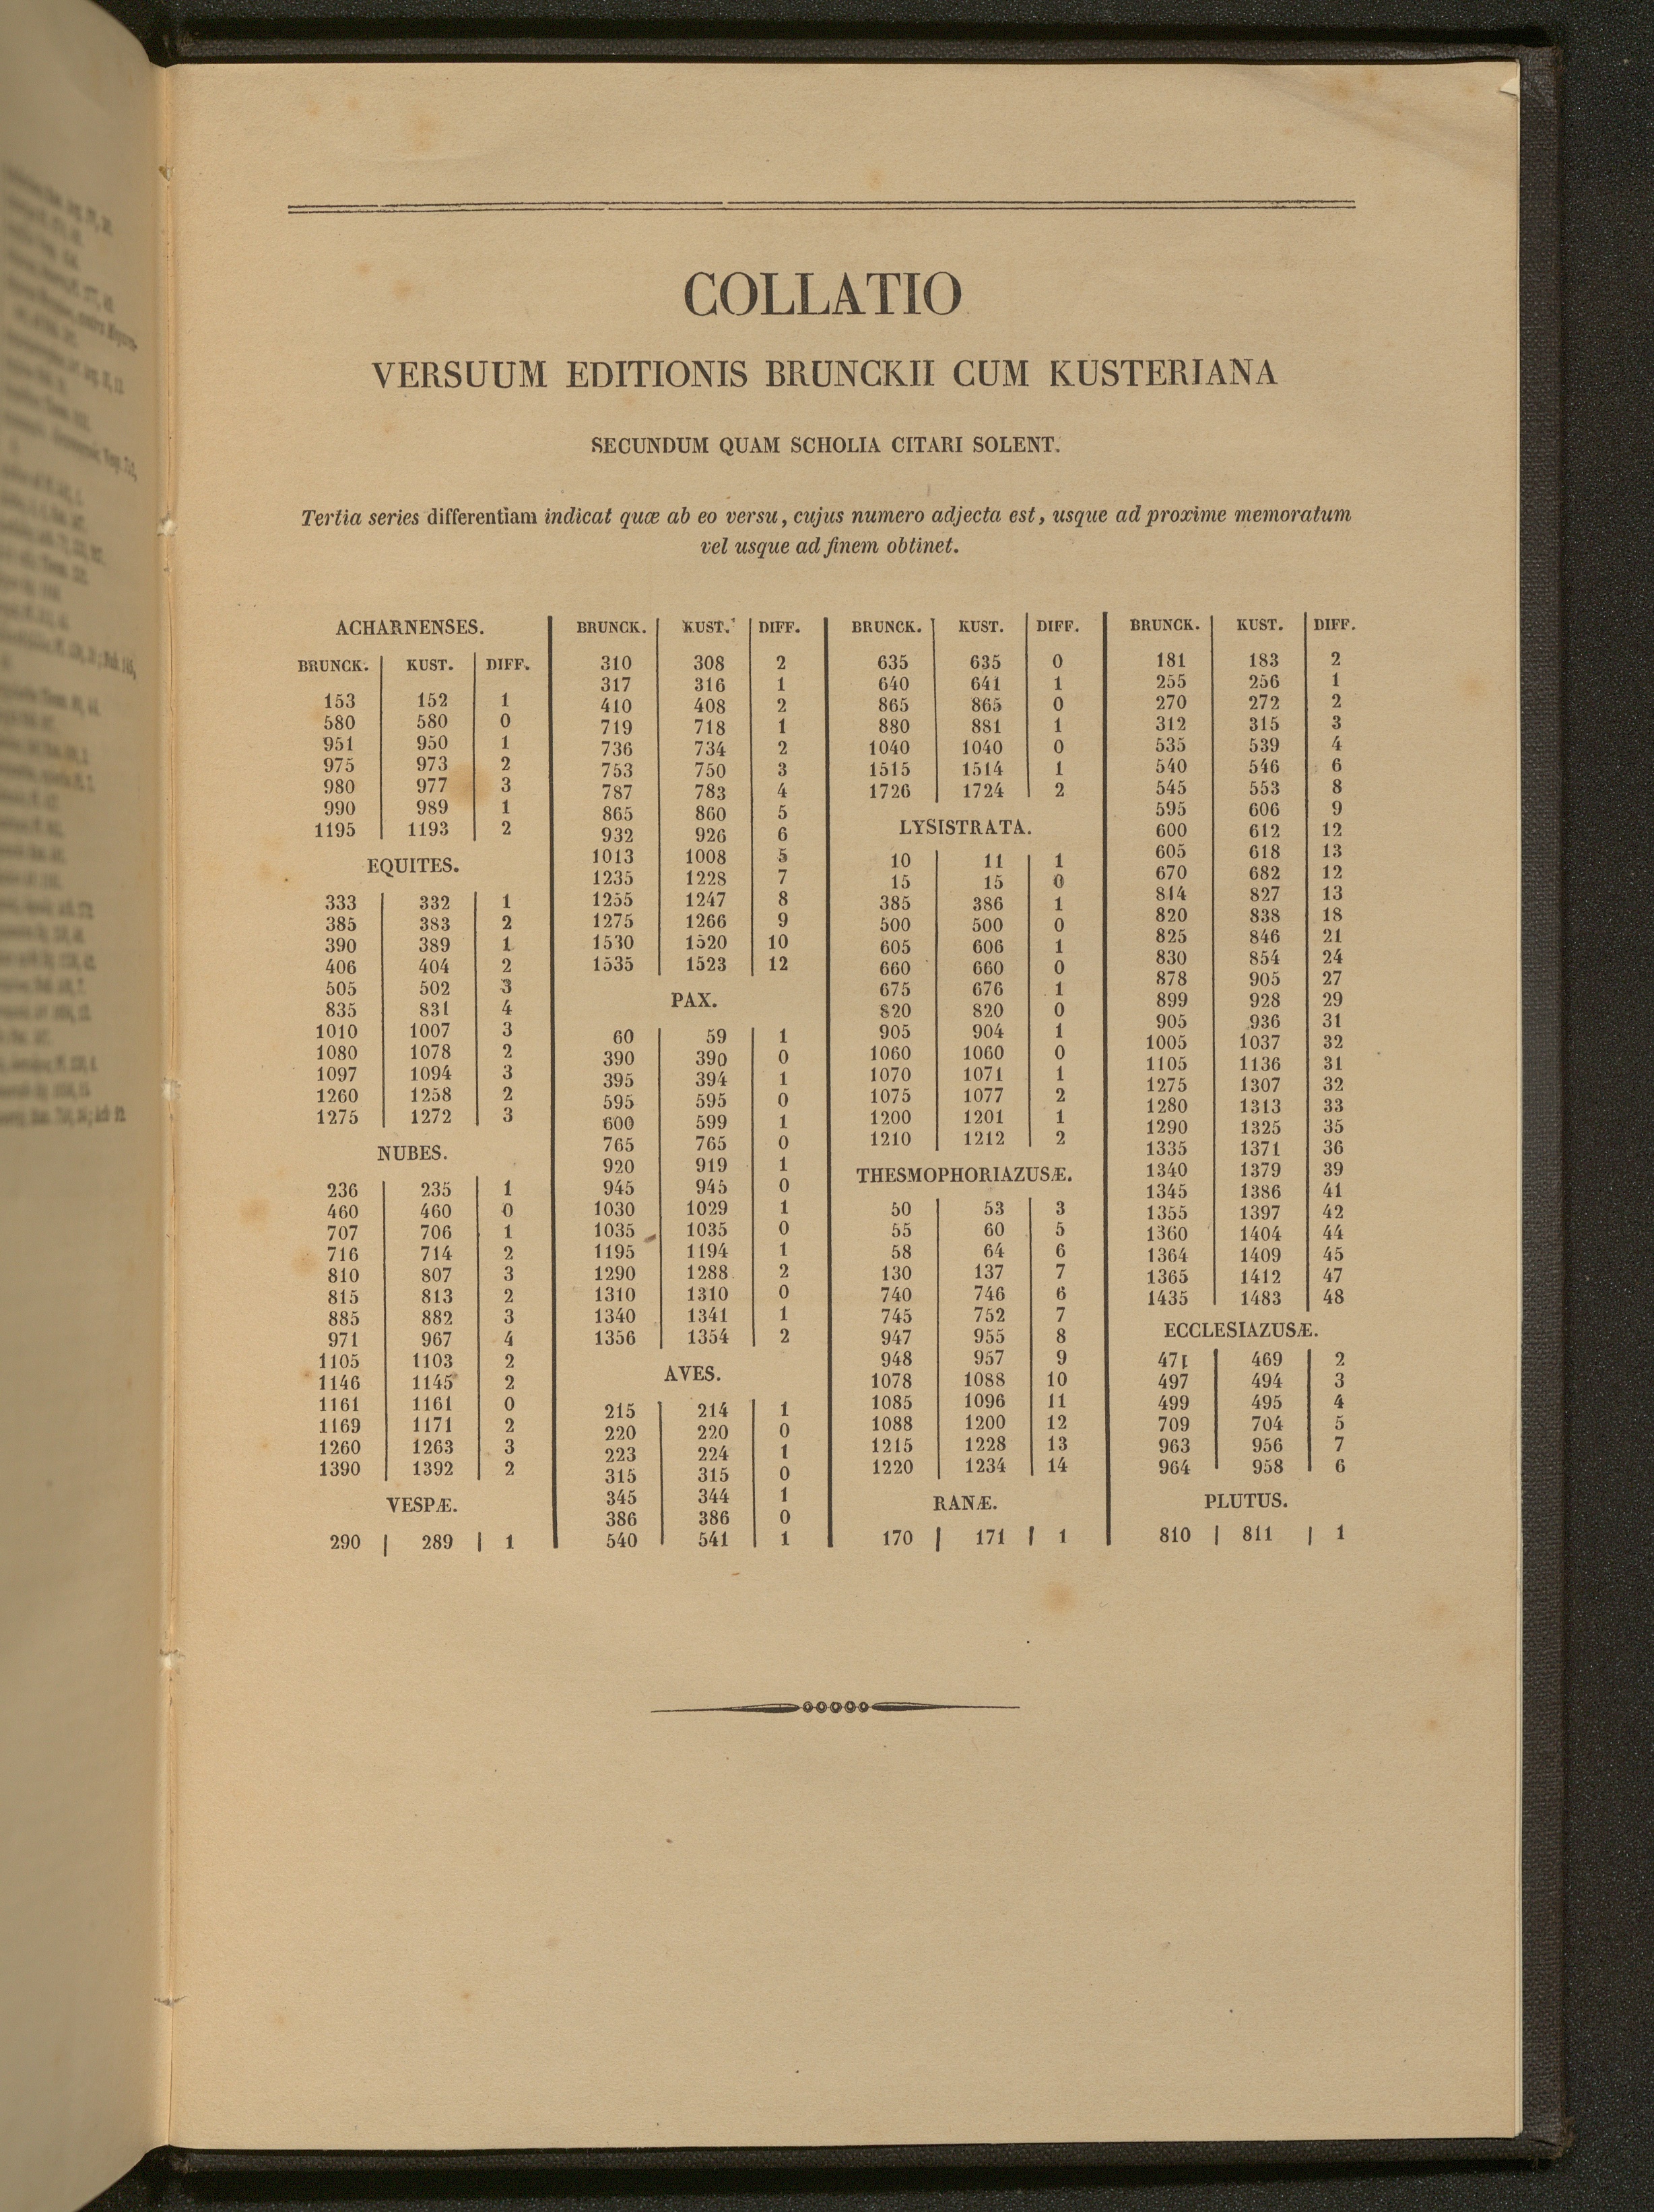 COLLATIO
VERSUUM EDITIONIS BRUNCKII CUM KUSTERIANA
SECUNDUM QUAM SCHOLIA CITARI SOLENT.
Tertia series differentiam indicat quæ ab eo versu, cujus numero adjecta est, usque ad proxime memoratum
vel usque ad finem obtinet.
ACHARNENSES.
BRUNCK. KUST. DIFF.
153 152 1
580 580 0
951 950 1
975 973 2
980 977 3
990 989 1
1195 1193 2
EQUITES.
333 332 1
385 383 2
390 389 1
406 404 2
505 502 3
835 831 4
1010 1007 3
1080 1078 2
1097 1094 3
1260 1258 2
1275 1272 3
NUBES.
236 235 1
460 460 0
707 706 1
716 714 2
810 807 3
815 813 2
885 882 3
971 967 4
1105 1103 2
1146 1145 2
1161 1161 0
1169 1171 2
1260 1263 3
1390 1392 2
VESPÆ.
290 289 1
BRUNCK. KUST. DIFF.
310 308 2
317 316 1
410 408 2
719 718 1
736 734 2
753 750 3
787 783 4
865 860 5
932 926 6
1013 1008 5
1235 1228 7
1255 1247 8
1275 1266 9
1530 1520 10
1535 1523 12
PAX.
60 59 1
390 390 0
395 394 1
595 595 0
600 599 1
765 765 0
920 919 1
945 945 0
1030 1029 1
1035 1035 0
1195 1194 1
1290 1288 2
1310 1310 0
1340 1341 1
1356 1354 2
AVES.
215 214 1
220 220 0
223 224 1
315 315 0
345 344 1
386 386 0
540 541 1
BRUNCK. KUST. DIFF.
635 635 0
640 641 1
865 865 0
880 881 1
1040 1040 0
1515 1514 1
1726 1724 2
LYSISTRATA.
10 11 1
15 15 0
385 386 1
500 500 0
605 606 1
660 660 0
675 676 1
820 820 0
905 904 1
1060 1060 0
1070 1071 1
1075 1077 2
1200 1201 1
1210 1212 2
THESMOPHORIAZUSÆ.
50 53 3
55 60 5
58 64 6
130 137 7
740 746 6
745 752 7
947 955 8
948 957 9
1078 1088 10
1085 1096 11
1088 1200 12
1215 1228 13
1220 1234 14
RANÆ.
170 171 1
BRUNCK. KUST. DIFF.
181 183 2
255 256 1
270 272 2
312 315 3
535 539 4
540 546 6
545 553 8
595 606 9
600 612 12
605 618 13
670 682 12
814 827 13
820 838 18
825 846 21
830 854 24
878 905 27
899 928 29
905 936 31
1005 1037 32
1105 1136 31
1275 1307 32
1280 1313 33
1290 1325 35
1335 1371 36
1340 1379 39
1345 1386 41
1355 1397 42
1360 1404 44
1364 1409 45
1365 1412 47
1435 1483 48
ECCLESIAZUSÆ.
471 469 2
497 494 3
499 495 4
709 704 5
963 956 7
964 958 6
PLUTUS.
810 811 1